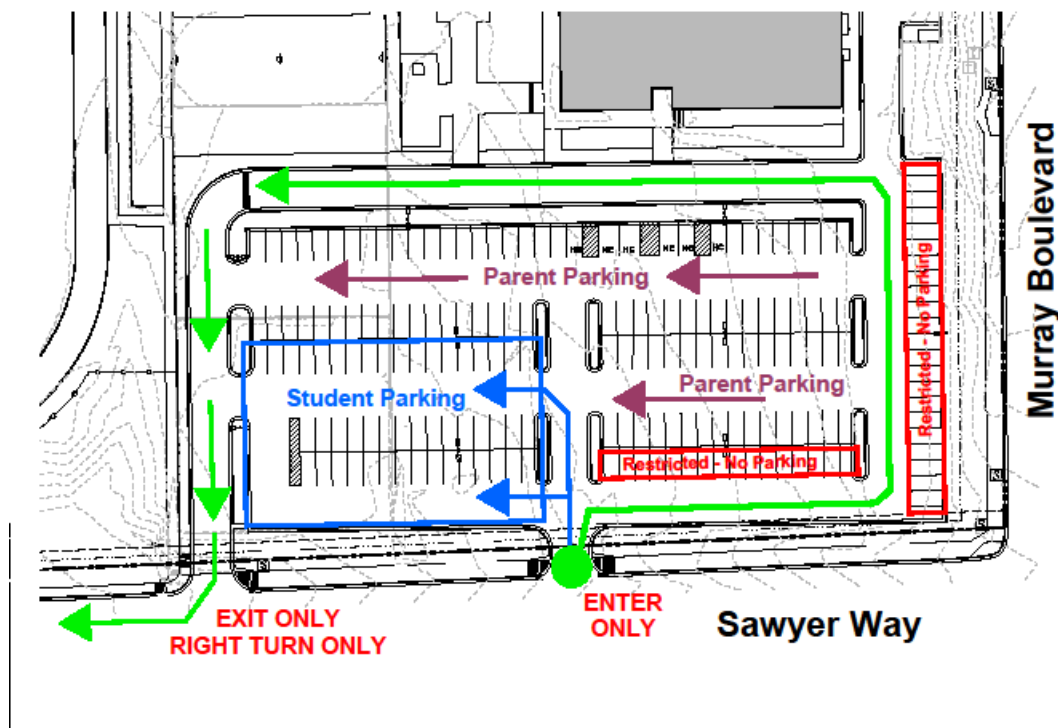 HC HC HC HC HC HC
Parent Parking
Student Parking
Parent Parking
Restricted - No Parking
Restricted - No Parking
Murray Boulevard
EXIT ONLY
RIGHT TURN ONLY
ENTER
ONLY
Sawyer Way